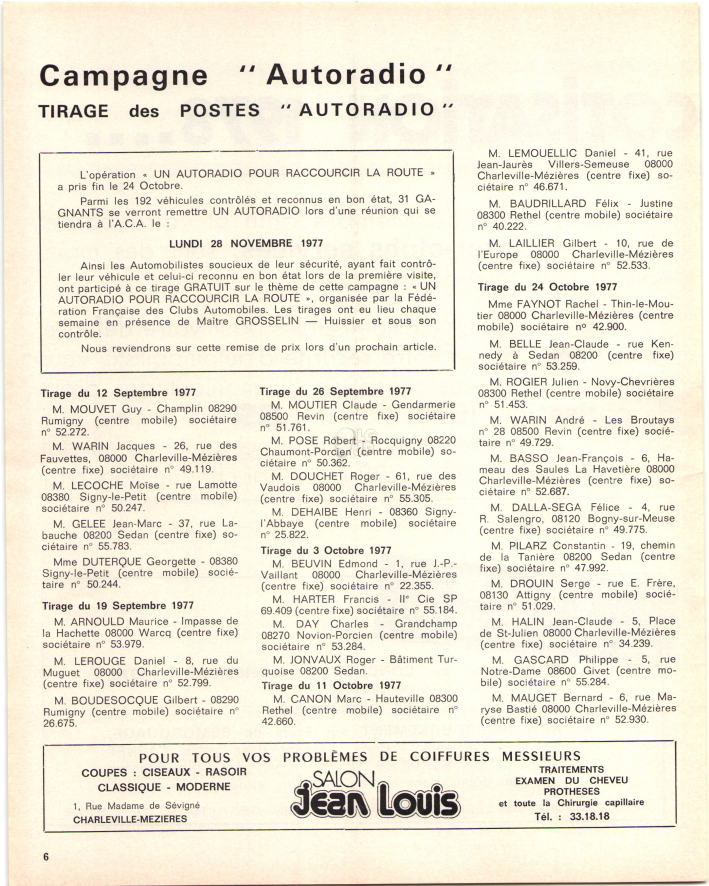 Campagne " Autoradio "
TIRAGE des POSTES " AUTORADIO "
L'opération « UN AUTORADIO POUR RACCOURCIR LA ROUTE »
a pris fin le 24 Octobre.
Parmi les 192 véhicules contrôlés et reconnus en bon état, 31 GA-
GNANTS se verront remettre UN AUTORADIO lors d'une réunion qui se
tiendra à l'A.C.A. le :
LUNDI 28 NOVEMBRE 1977
Ainsi les Automobilistes soucieux de leur sécurité, ayant fait contrô-
ler leur véhicule et celui-ci reconnu en bon état lors de la première visite,
ont participé à ce tirage GRATUIT sur le thème de cette campagne : « UN
AUTORADIO POUR RACCOURCIR LA ROUTE », organisée par la Fédé-
ration Française des Clubs Automobiles. Les tirages ont eu lieu chaque
semaine en présence de Maître GROSSELIN — Huissier et sous son
contrôle.
Nous reviendrons sur cette remise de prix lors d'un prochain article.
Tirage du 12 Septembre 1977
M. MOUVET Guy - Champlin 08290
Rumigny (centre mobile) sociétaire
n° 52.272.
M. WARIN Jacques - 26, rue des
Fauvettes, 08000 Charleville-Mézières
(centre fixe) sociétaire n° 49.119.
M. LECOCHE Moïse - rue Lamotte
08380 Signy-le-Petit (centre mobile)
sociétaire n° 50.247.
M. GELEE Jean-Marc - 37, rue La-
bauche 08200 Sedan (centre fixe) so-
ciétaire n° 55.783.
Mme DUTERQUE Georgette - 08380
Signy-le-Petit (centre mobile) socié-
taire n° 50.244.
Tirage du 19 Septembre 1977
M. ARNOULD Maurice - Impasse de
la Hachette 08000 Warcq (centre fixe)
sociétaire n° 53.979.
M. LEROUGE Daniel - 8, rue du
Muguet 08000 Charleville-Mézières
(centre fixe) sociétaire n° 52.799.
M. BOUDESOCQUE Gilbert - 08290
Rumigny (centre mobile) sociétaire n°
26.675.
Tirage du 26 Septembre 1977
M. MOUTIER Claude - Gendarmerie
08500 Revin (centre fixe) sociétaire
n° 51.761.
M. POSE Robert - Rocquigny 08220
Chaumont-Porcien (centre mobile) so-
ciétaire n° 50.362.
M. DOUCHET Roger - 61, rue des
Vaudois 08000 Charleville-Mézières
(centre fixe) sociétaire n° 55.305.
M. DEHAIBE Henri - 08360 Signy-
l'Abbaye (centre mobile) sociétaire
n° 25.822.
Tirage du 3 Octobre 1977
M. BEUVIN Edmond - 1, rue J.-P.-
Vaillant 08000 Charleville-Mézières
(centre fixe) sociétaire n° 22.355.
M. HARTER Francis - IIe Cie SP
69.409 (centre fixe) sociétaire n° 55.184.
M. DAY Charles - Grandchamp
08270 Novion-Porcien (centre mobile)
sociétaire n° 53.284.
M. JONVAUX Roger - Bâtiment Tur-
quoise 08200 Sedan.
Tirage du 11 Octobre 1977
M. CANON Marc - Hauteville 08300
Rethel (centre mobile) sociétaire n°
42.660.
M. LEMOUELLIC Daniel - 41, rue
Jean-Jaurès Villers-Semeuse 08000
Charleville-Mézières (centre fixe) so-
ciétaire n° 46.671.
M. BAUDRILLARD Félix - Justine
08300 Rethel (centre mobile) sociétaire
n° 40.222.
M. LAILLIER Gilbert - 10, rue de
l'Europe 08000 Charleville-Mézières
(centre fixe) sociétaire n° 52.533.
Tirage du 24 Octobre 1977
Mme FAYNOT Rachel - Thin-le-Mou-
tier 08000 Charleville-Mézières (centre
mobile) sociétaire no 42.900.
M. BELLE Jean-Claude - rue Ken-
nedy à Sedan 08200 (centre fixe)
sociétaire n° 53.259.
M. ROGIER Julien - Novy-Chevrières
08300 Rethel (centre mobile) sociétaire
n° 51.453.
M. WARIN André - Les Broutays
n° 28 08500 Revin (centre fixe) socié-
taire n° 49.729.
M. BASSO Jean-François - 6, Ha-
meau des Saules La Havetière 08000
Charleville-Mézières (centre fixe) so-
ciétaire n° 52.687.
M. DALLA-SEGA Félice - 4, rue
R. Salengro, 08120 Bogny-sur-Meuse
(centre fixe) sociétaire n° 49.775.
M. PILARZ Constantin - 19, chemin
de la Tanière 08200 Sedan (centre
fixe) sociétaire n° 47.992.
M. DROUIN Serge - rue E. Frère,
08130 Attigny (centre mobile) socié-
taire n° 51.029.
M. HALIN Jean-Claude - 5, Place
de St-Julien 08000 Charleville-Mézières
(centre fixe) sociétaire n° 34.239.
M. GASCARD Philippe - 5, rue
Notre-Dame 08600 Givet (centre mo-
bile) sociétaire n° 55.284.
M. MAUGET Bernard - 6, rue Ma-
ryse Bastié 08000 Charleville-Mézières
(centre fixe) sociétaire n° 52.930.
POUR TOUS VOS PROBLÈMES DE COIFFURES MESSIEURS
COUPES : CISEAUX - RASOIR
CLASSIQUE - MODERNE
1, Rue Madame de Sévigné
CHARLEVILLE-MEZIERES
SALON
Jean Louis
TRAITEMENTS
EXAMEN DU CHEVEU
PROTHESES
et toute la Chirurgie capillaire
Tél. : 33.18.18
6